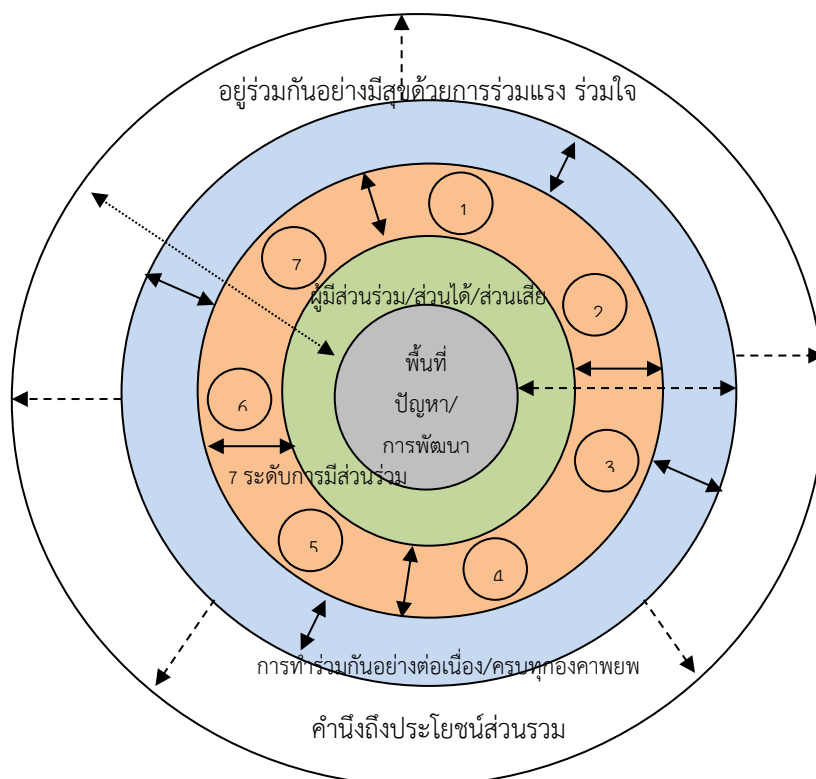 อยู่ร่วมกันอย่างมีสุขด้วยการร่วมแรง ร่วมใจ
1
7
ผู้มีส่วนร่วม/ส่วนได้/ส่วนเสีย
2
พื้นที่
ปัญหา/
การพัฒนา
6
3
7 ระดับการมีส่วนร่วม
5
4
การทำร่วมกันอย่างต่อเนื่อง/ครบทุกองคาพยพ
คำนึงถึงประโยชน์ส่วนรวม